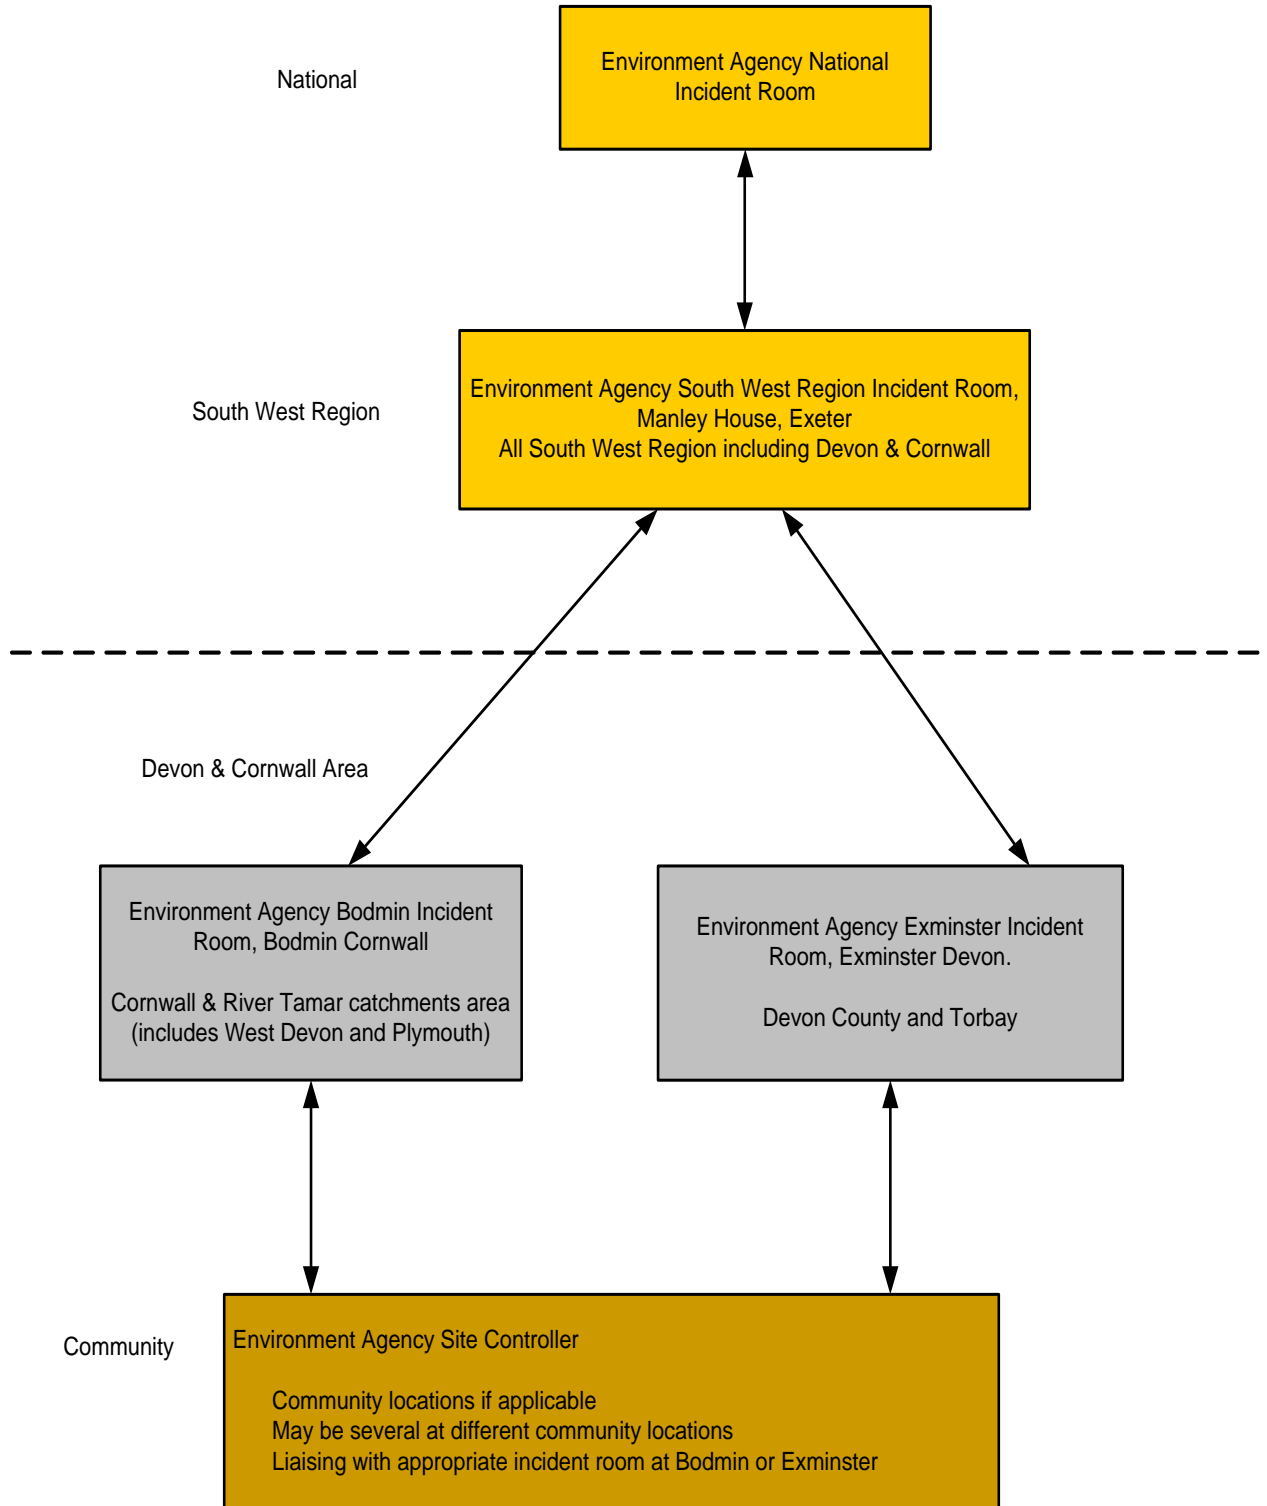 National
Environment Agency National
Incident Room
South West Region
Environment Agency South West Region Incident Room,
Manley House, Exeter
All South West Region including Devon & Cornwall
Devon & Cornwall Area
Environment Agency Bodmin Incident
Room, Bodmin Cornwall
Cornwall & River Tamar catchments area
(includes West Devon and Plymouth)
Environment Agency Exminster Incident
Room, Exminster Devon.
Devon County and Torbay
Community
Environment Agency Site Controller
Community locations if applicable
May be several at different community locations
Liaising with appropriate incident room at Bodmin or Exminster